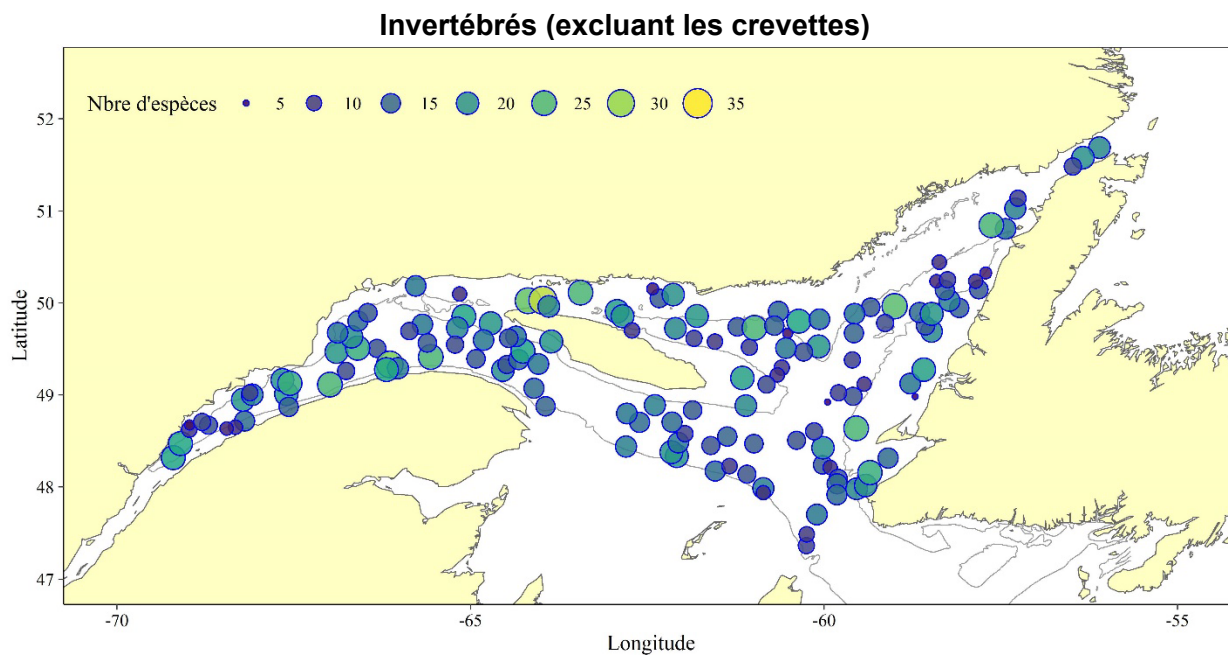 Invertébrés (excluant les crevettes)
Nbre d'espèces 5 10 15 20 25 30 35
52
51
50
49
48
47
Latitude
-70 -65 -60 -55
Longitude